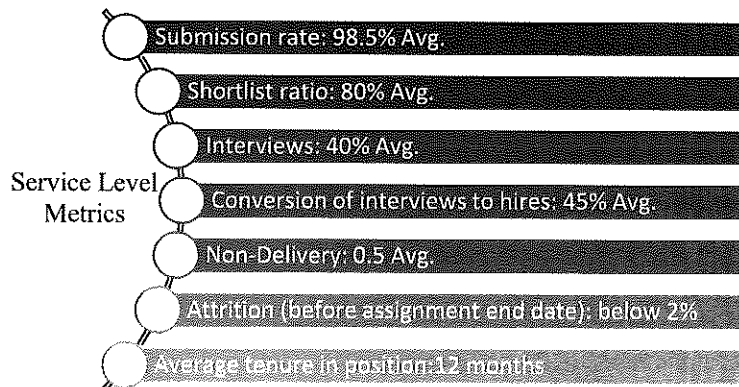 Submission rate: 98.5% Avg.
Shortlist ratio: 80% Avg.
Interviews: 40% Avg.
Service Level
Metrics
Conversion of interviews to hires: 45% Avg.
Non-Delivery: 0.5 Avg.
Attrition (before assignment end date): below 2%
Average tenure in position:12 months